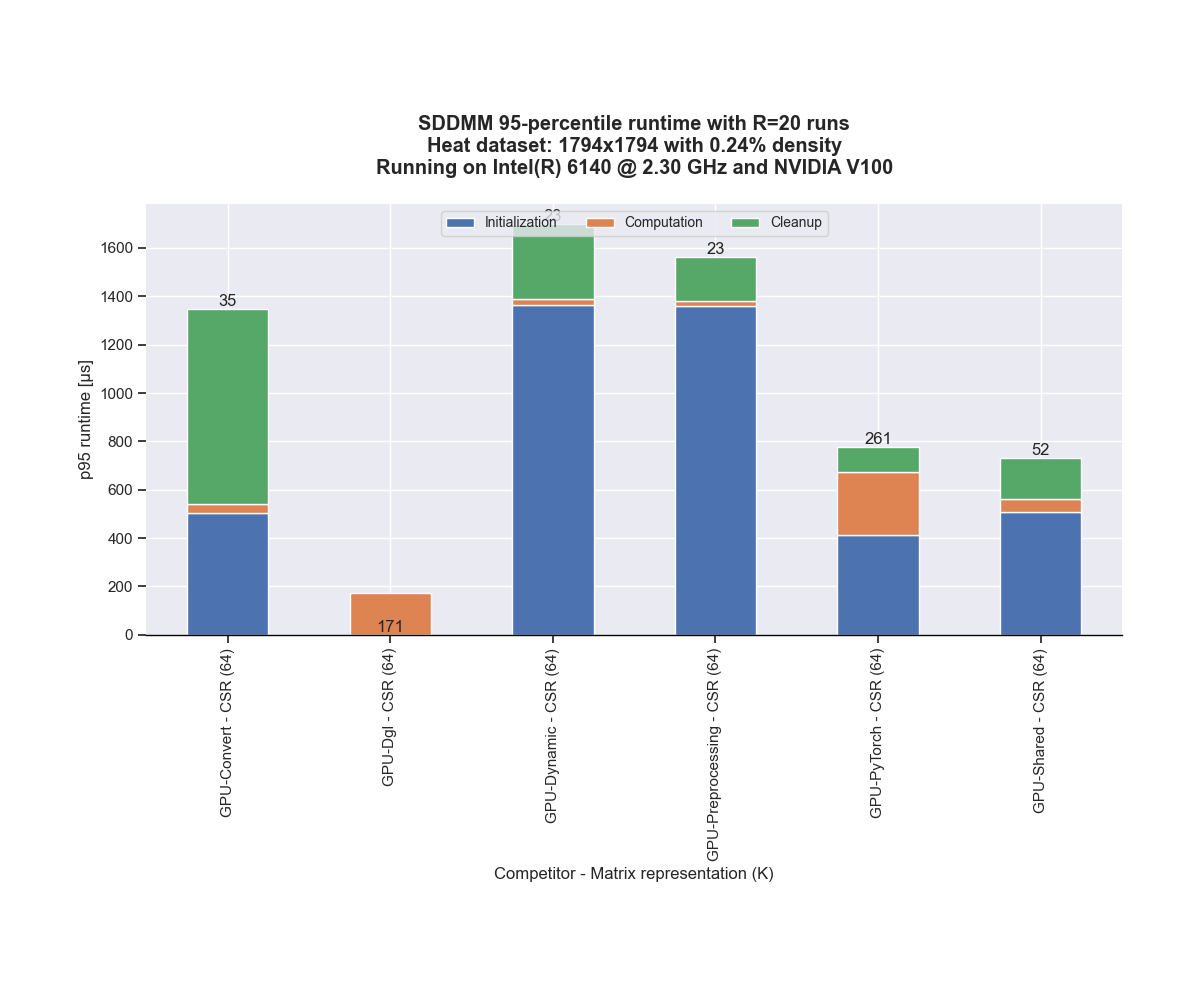 SDDMM 95-percentile runtime with R=20 runs
Heat dataset: 1794x1794 with 0.24% density
Running on Intel(R) 6140 @ 2.30 GHz and NVIDIA V100
Initialization Computation Cleanup
23
23
35
261
52
171
p95 runtime [μs]
1600
1400
1200
1000
800
600
400
200
0
GPU-Convert - CSR (64)
GPU-Dgl - CSR (64)
GPU-Dynamic - CSR (64)
GPU-Preprocessing - CSR (64)
GPU-PyTorch - CSR (64)
GPU-Shared - CSR (64)
Competitor - Matrix representation (K)